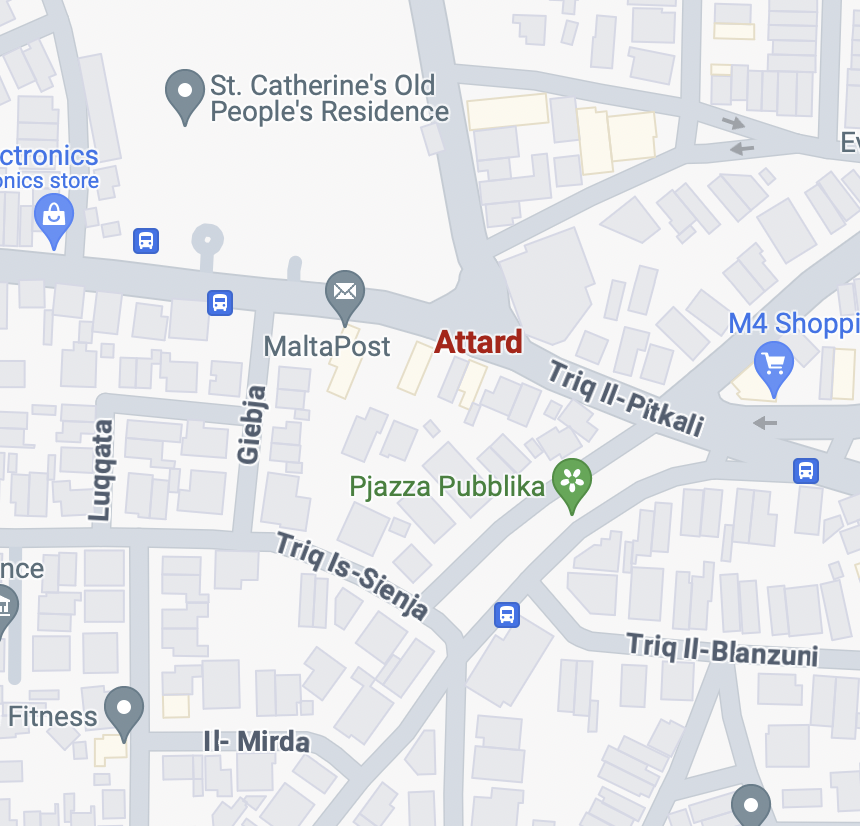 St. Catherine's Old
People's Residence
Ev
ctronics
onics store
M4 Shoppi
MaltaPost
Attard
Triq Il-Pitkali
Giebja
Luqqata
Pjazza Pubblika
Triq Is-Sienja
nce
Triq Il-Blanzuni
Fitness
Il- Mirda